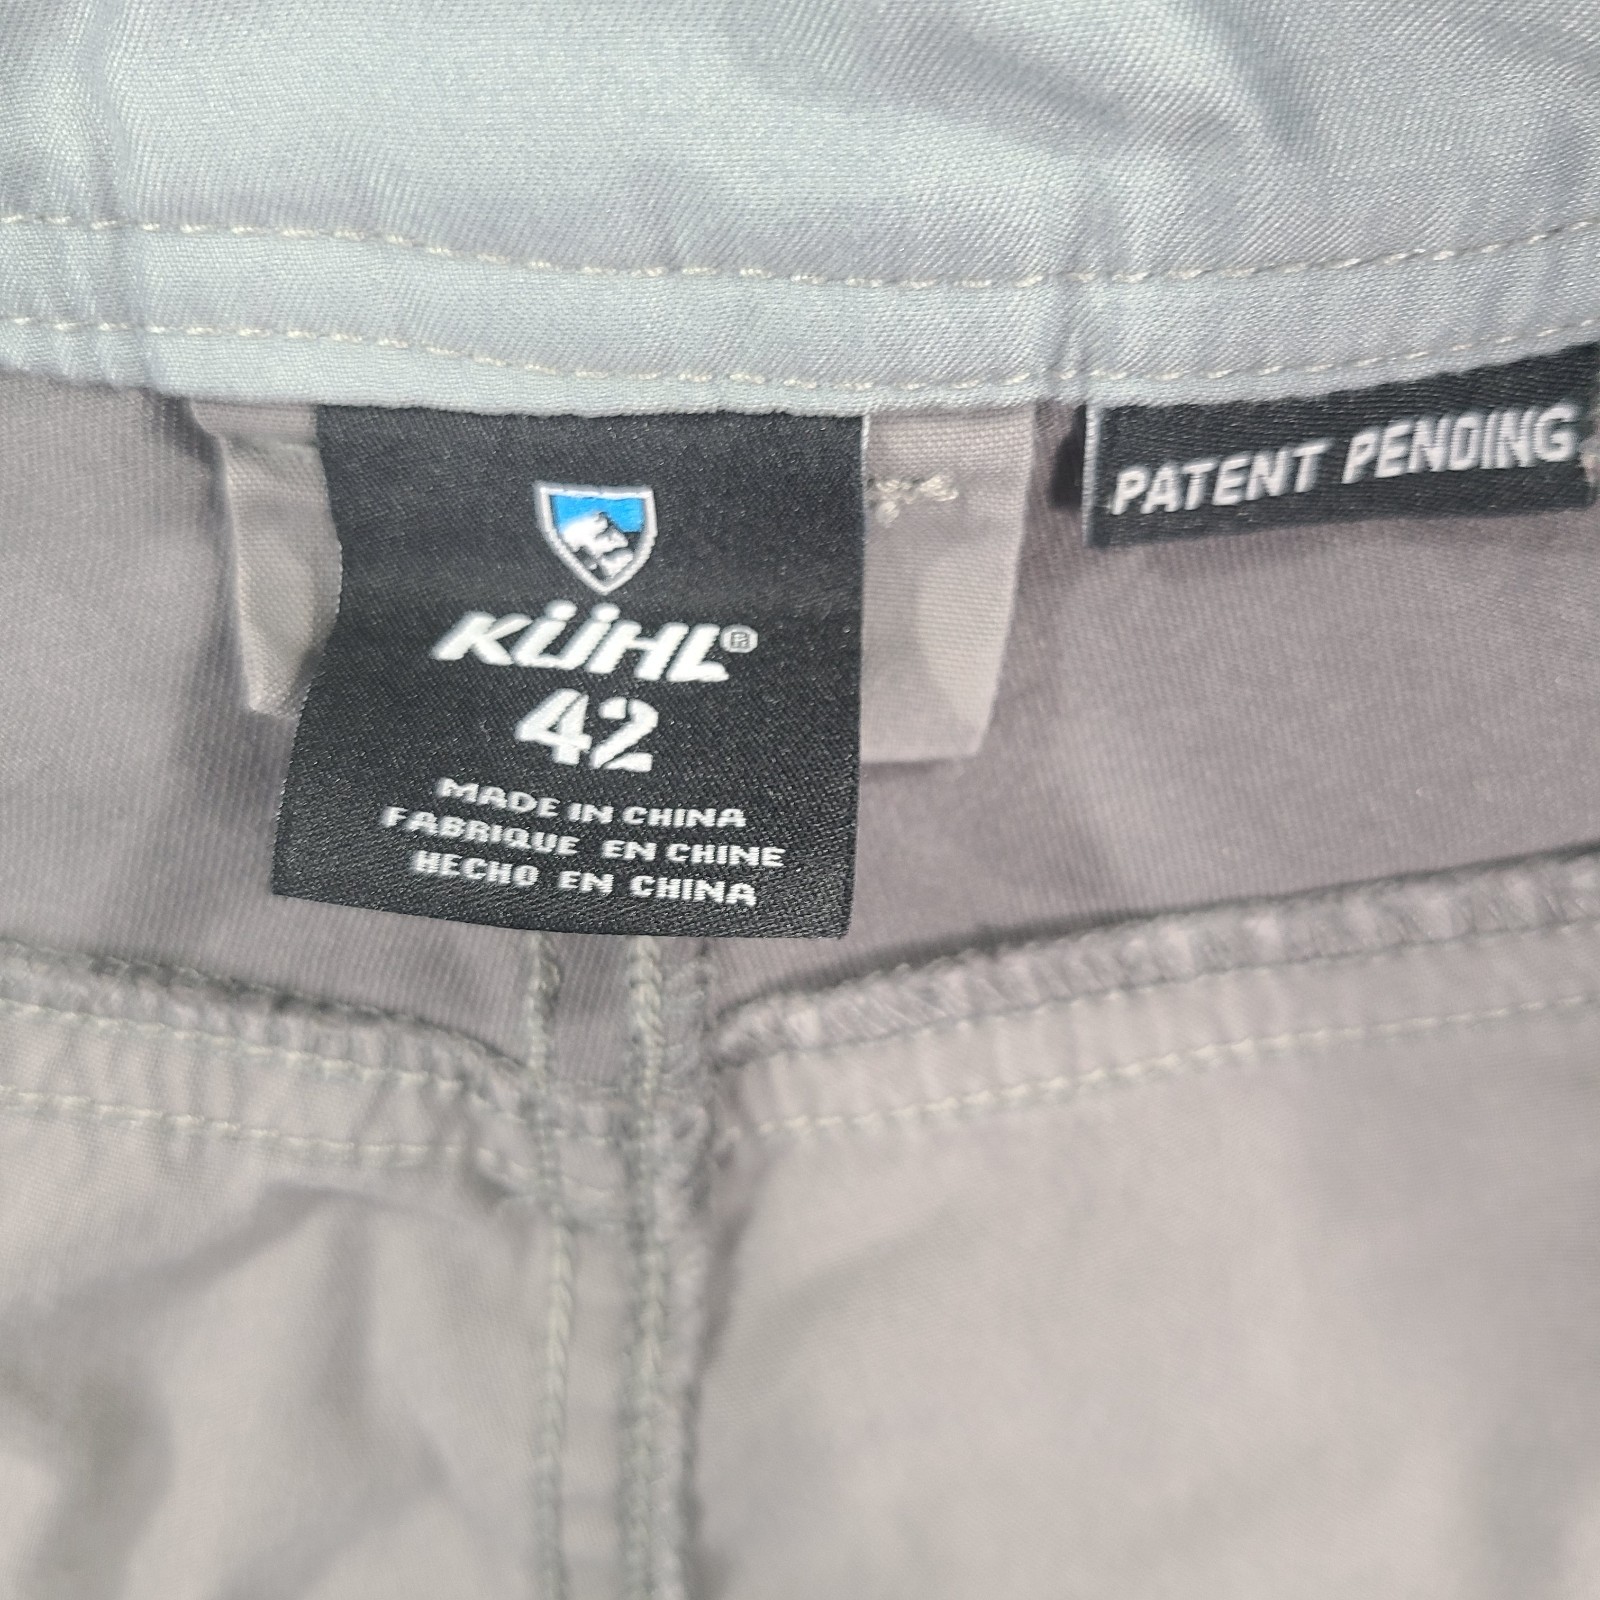 KÜHL®
42
MADE IN CHINA
FABRIQUE EN CHINE
HECHO EN CHINA
PATENT PENDING